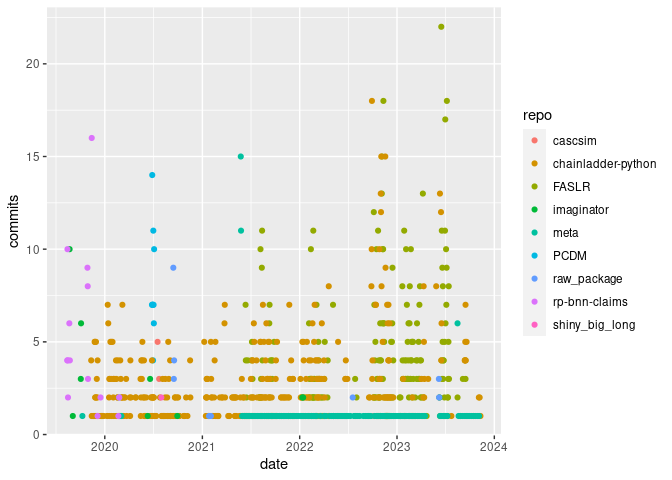 commits
20
15
10
5
0
2020
2021
2022
2023
2024
date
repo
cascsim
chainladder-python
FASLR
imaginator
meta
PCDM
raw_package
rp-bnn-claims
shiny_big_long